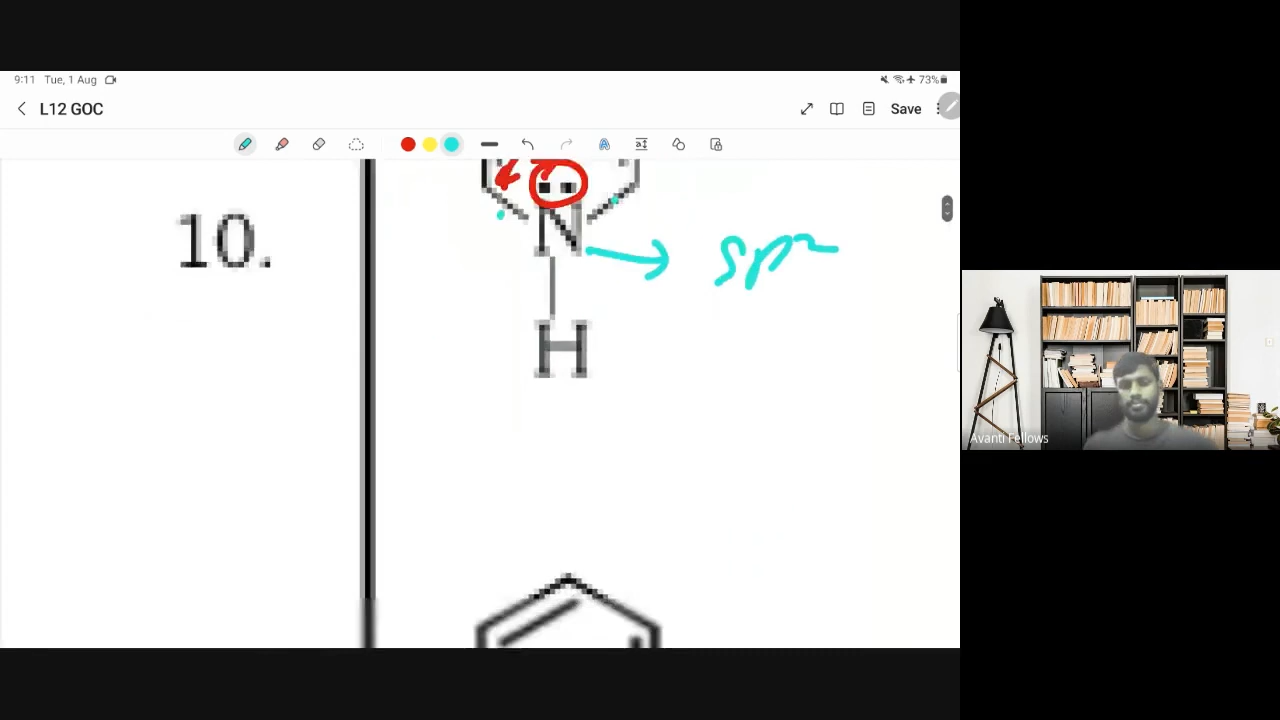 9:11 Tue, 1 Aug 73%
L12 GOC Save
10.
N
sp2
H
Avanti Fellows